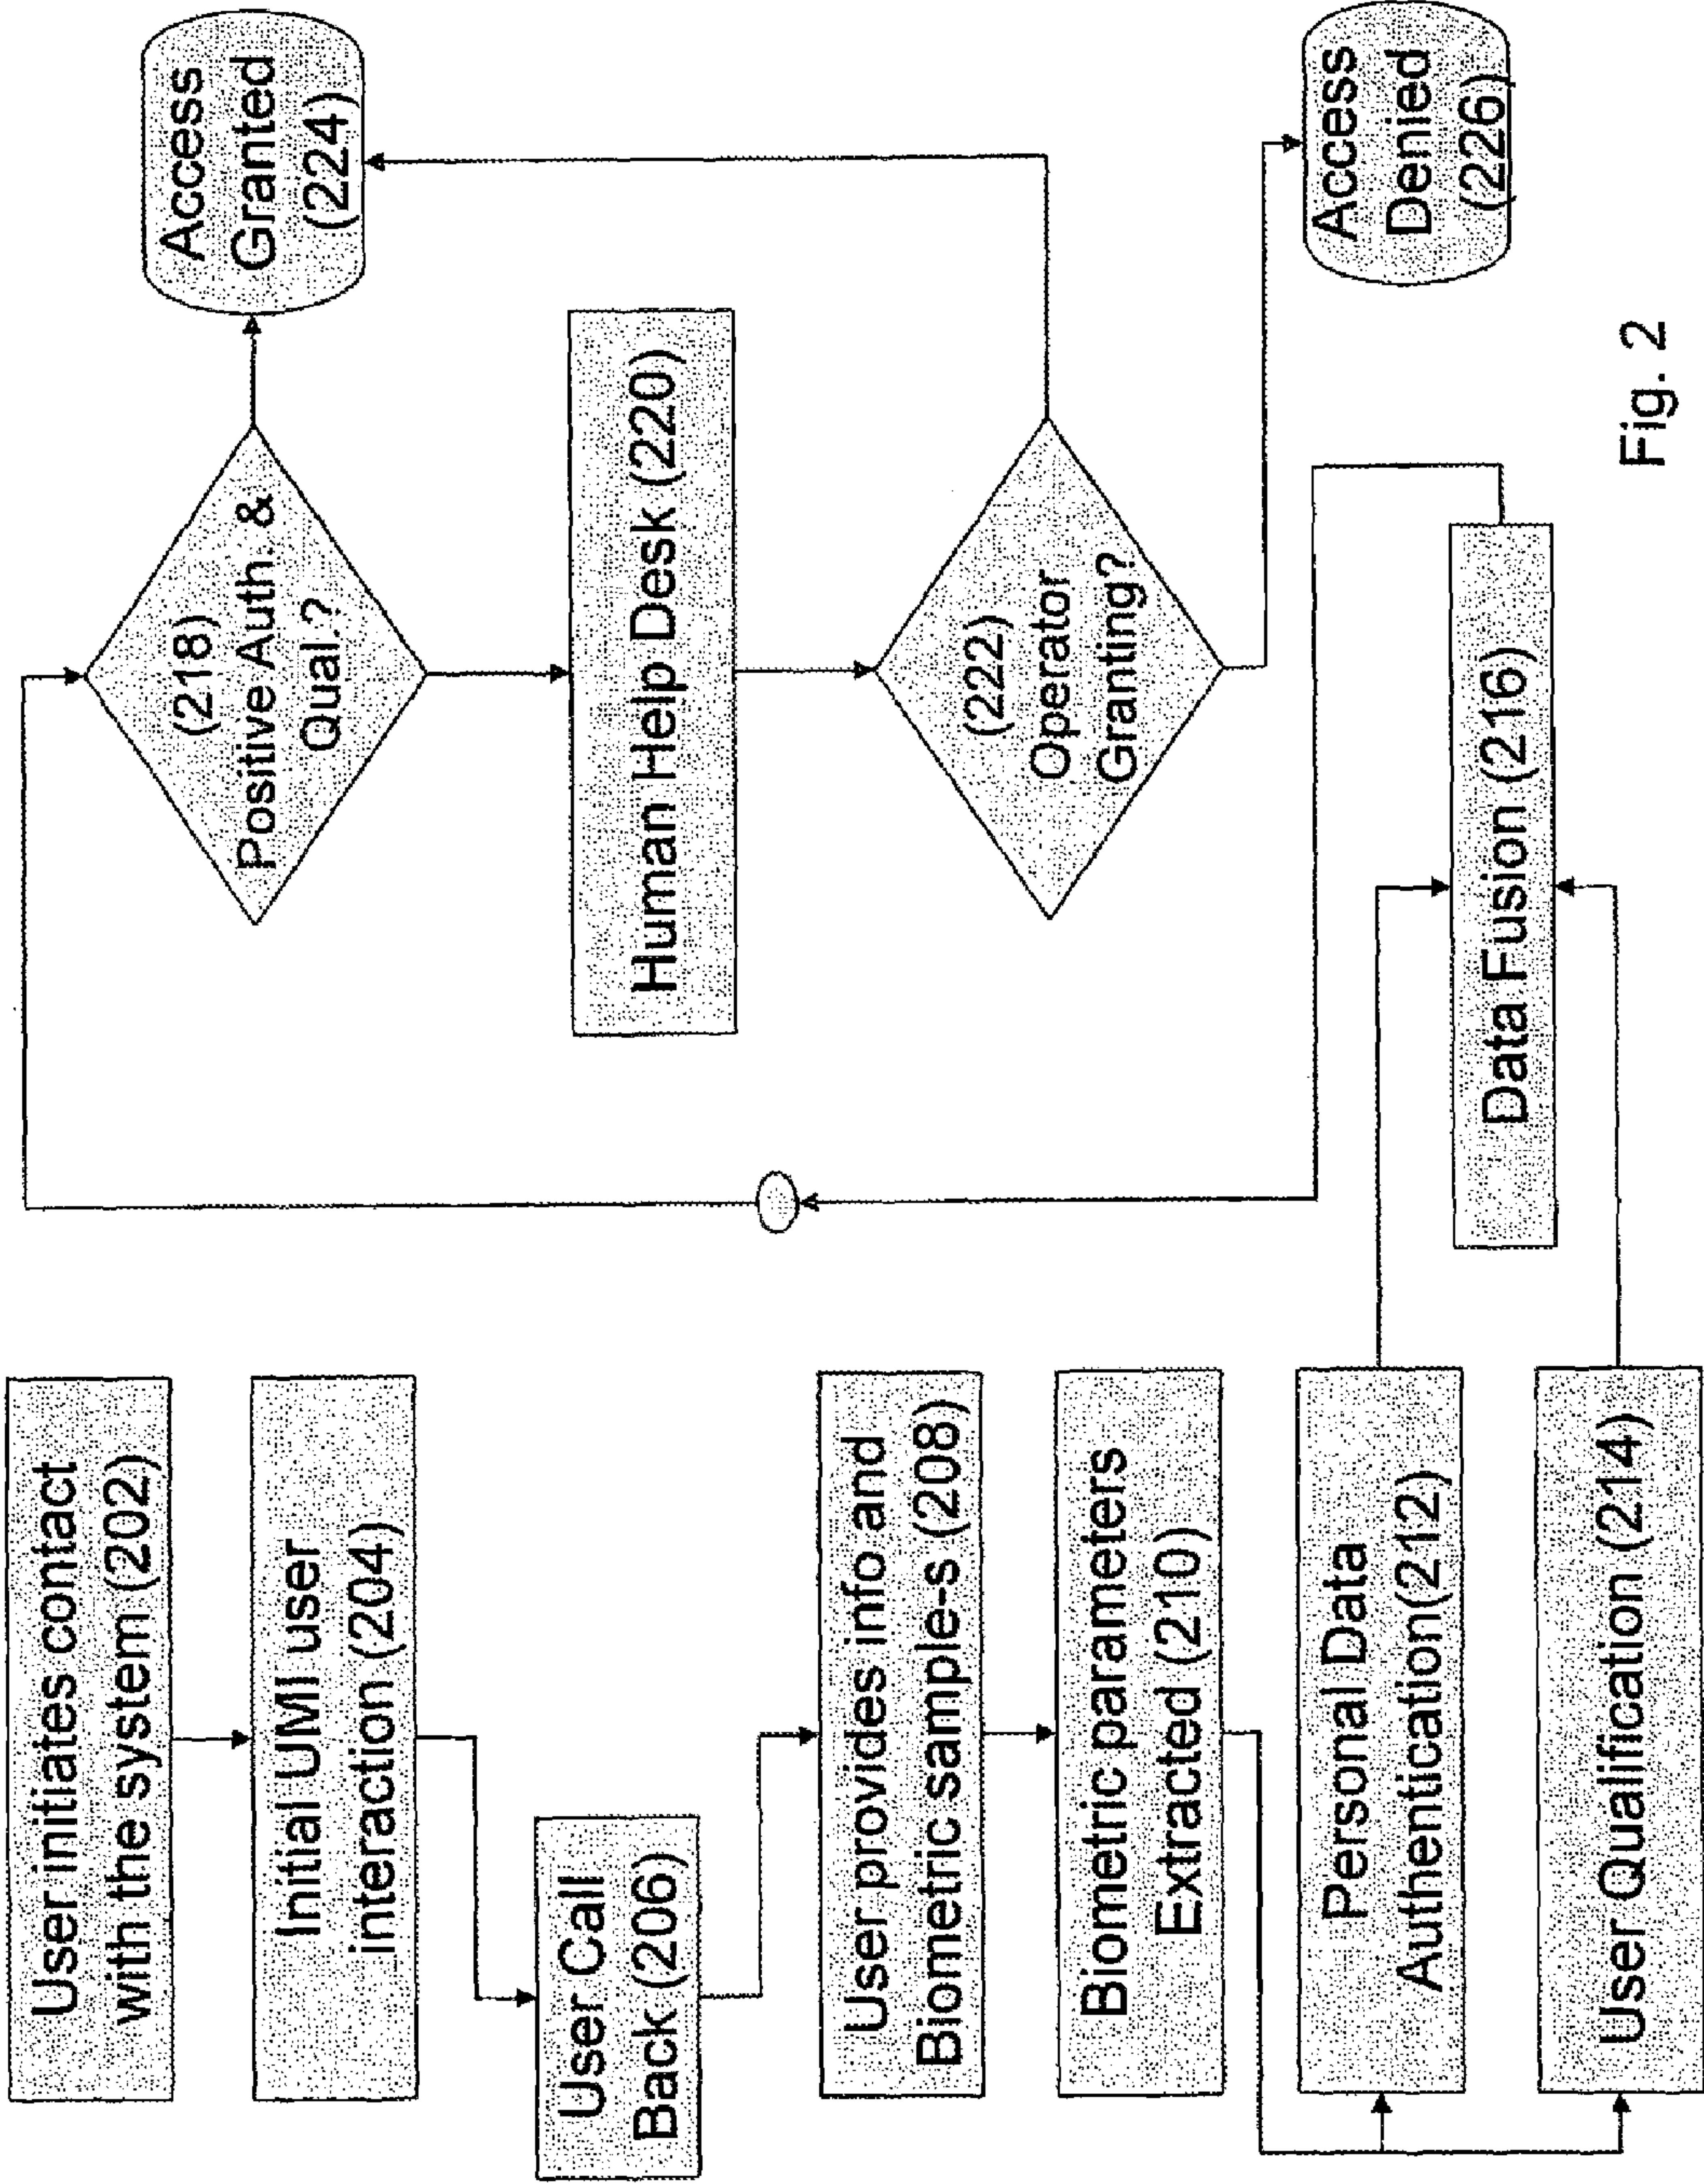 User initiates contact
with the system (202)
Initial UMI user
interaction (204)
User Call
Back (206)
User provides info and
Biometric sample-s (208)
Biometric parameters
Extracted (210)
Personal Data
Authentication(212)
User Qualification (214)
Data Fusion (216)
(218)
Positive Auth. &
Qual.?
Human Help Desk (220)
(222)
Operator
Granting?
Access
Granted
(224)
Access
Denied
(226)
Fig. 2